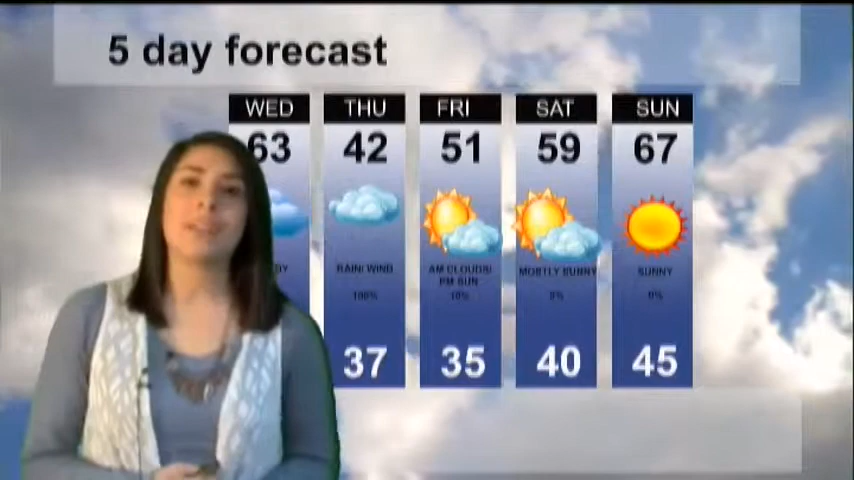 5 day forecast
WED THU FRI SAT SUN
63 42 51 59 67
RAIN/ WIND AM CLOUDS/ MOSTLY SUNNY SUNNY
PM SUN
100% 10% 0% 0%
37 35 40 45